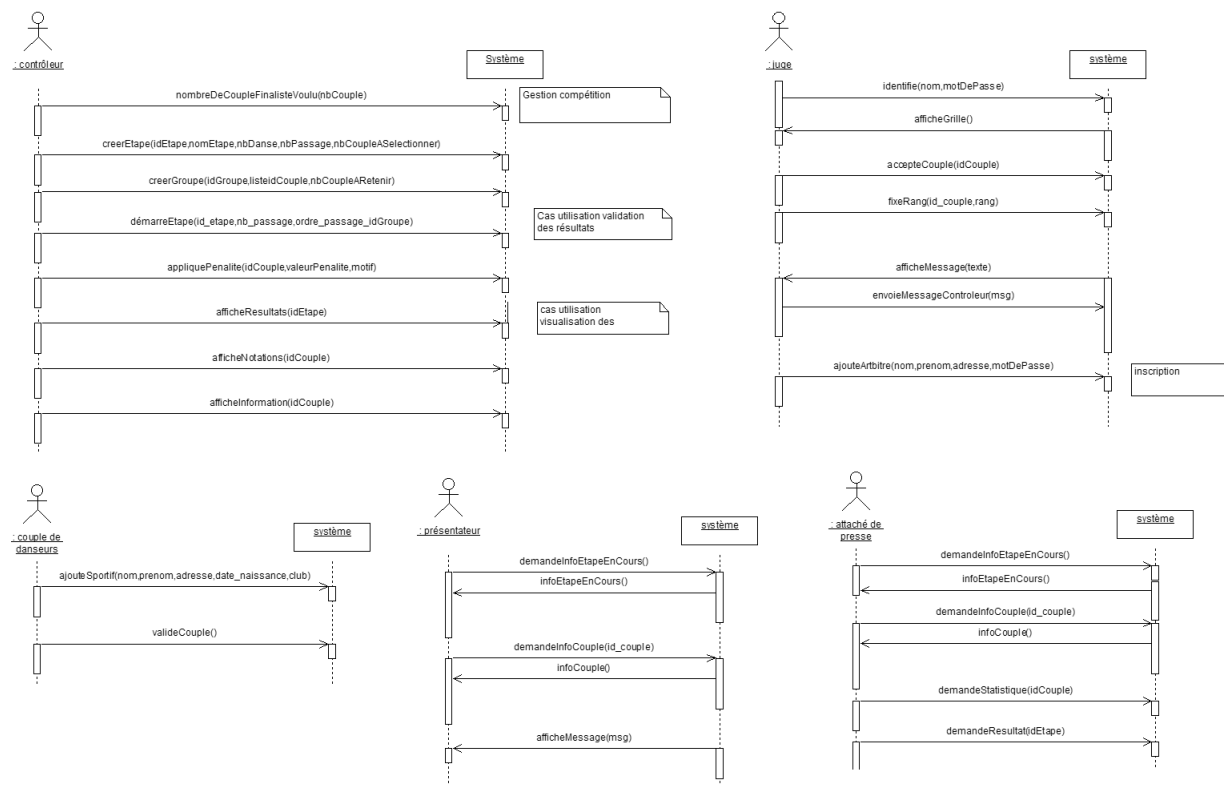 : contrôleur
Système
nombreDeCoupleFinalisteVoulu(nbCouple)
Gestion compétition
creerEtape(idEtape,nomEtape,nbDanse,nbPassage,nbCoupleASelectionner)
creerGroupe(idGroupe,listeidCouple,nbCoupleARetenir)
démarreEtape(id_etape,nb_passage,ordre_passage_idGroupe)
Cas utilisation validation
des résultats
appliquePenalite(idCouple,valeurPenalite,motif)
afficheResultats(idEtape)
cas utilisation
visualisation des
afficheNotations(idCouple)
afficheInformation(idCouple)
: juge
système
identifie(nom,motDePasse)
afficheGrille()
accepteCouple(idCouple)
fixeRang(id_couple,rang)
afficheMessage(texte)
envoieMessageControleur(msg)
ajouteArtbitre(nom,prenom,adresse,motDePasse)
inscription
: couple de
danseurs
système
ajouteSportif(nom,prenom,adresse,date_naissance,club)
valideCouple()
: présentateur
système
demandeInfoEtapeEnCours()
infoEtapeEnCours()
demandeInfoCouple(id_couple)
infoCouple()
afficheMessage(msg)
: attaché de
presse
système
demandeInfoEtapeEnCours()
infoEtapeEnCours()
demandeInfoCouple(id_couple)
infoCouple()
demandeStatistique(idCouple)
demandeResultat(idEtape)